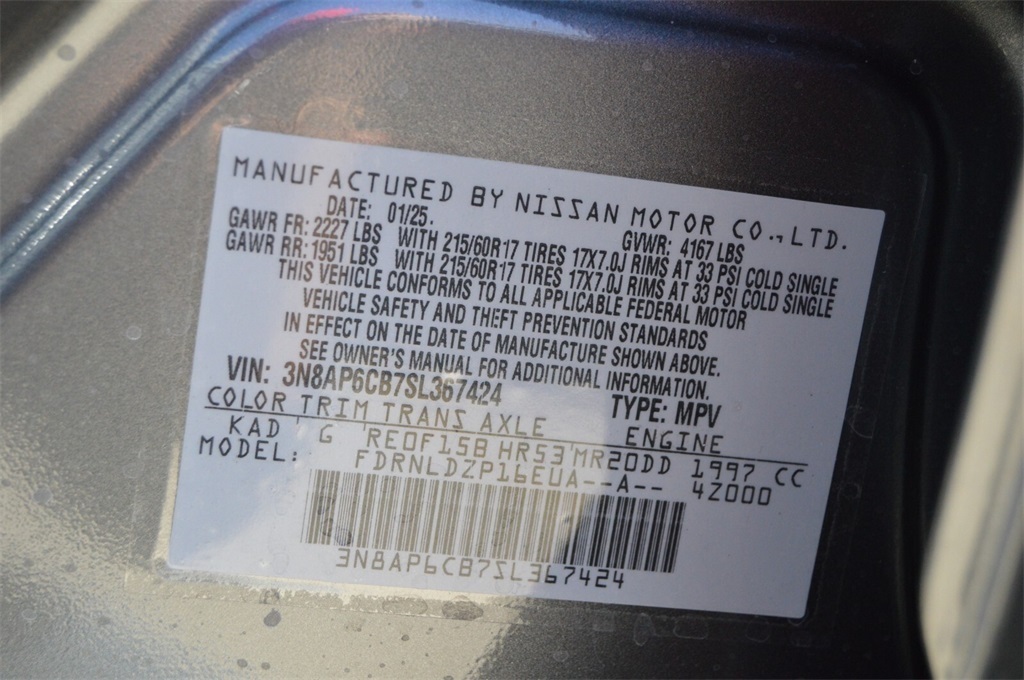 MANUFACTURED BY NISSAN MOTOR CO.,LTD.
DATE: 01/25. GVWR: 4167 LBS
GAWR FR: 2227 LBS WITH 215/60R17 TIRES 17X7.0J RIMS AT 33 PSI COLD SINGLE
GAWR RR: 1951 LBS WITH 215/60R17 TIRES 17X7.0J RIMS AT 33 PSI COLD SINGLE
THIS VEHICLE CONFORMS TO ALL APPLICABLE FEDERAL MOTOR
VEHICLE SAFETY AND THEFT PREVENTION STANDARDS
IN EFFECT ON THE DATE OF MANUFACTURE SHOWN ABOVE.
SEE OWNER'S MANUAL FOR ADDITIONAL INFORMATION.
VIN: 3N8AP6CB7SL367424 TYPE: MPV
COLOR TRIM TRANS AXLE ENGINE
KAD G RE0F15B HR53 MR20DD 1997 CC
MODEL: FDRNLDZP16EUA--A-- 4Z000
3N8AP6CB7SL367424